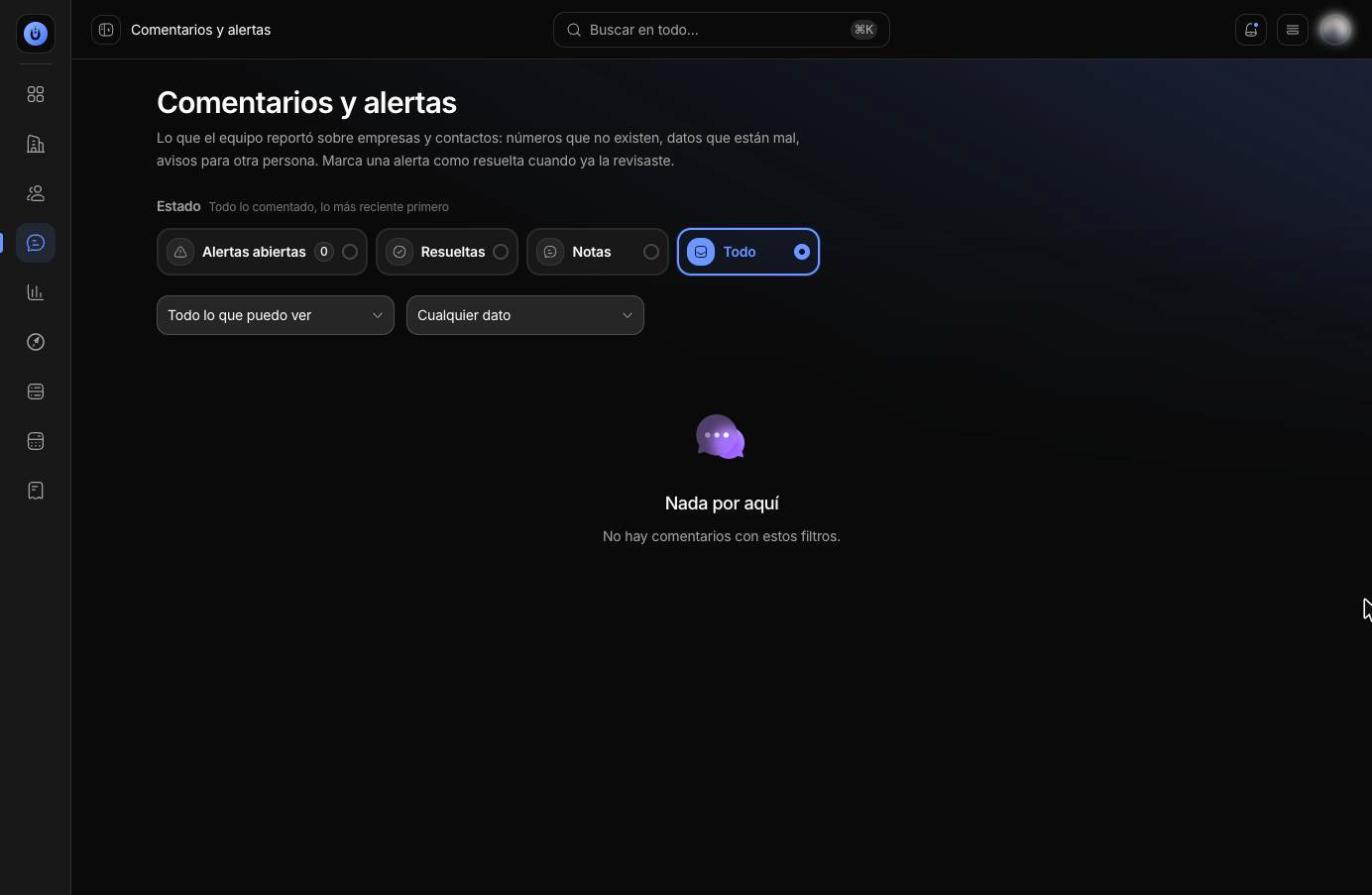 Comentarios y alertas
Buscar en todo...
⌘K
Comentarios y alertas
Lo que el equipo reportó sobre empresas y contactos: números que no existen, datos que están mal,
avisos para otra persona. Marca una alerta como resuelta cuando ya la revisaste.
Estado Todo lo comentado, lo más reciente primero
Alertas abiertas 0 Resueltas Notas Todo
Todo lo que puedo ver Cualquier dato
Nada por aquí
No hay comentarios con estos filtros.